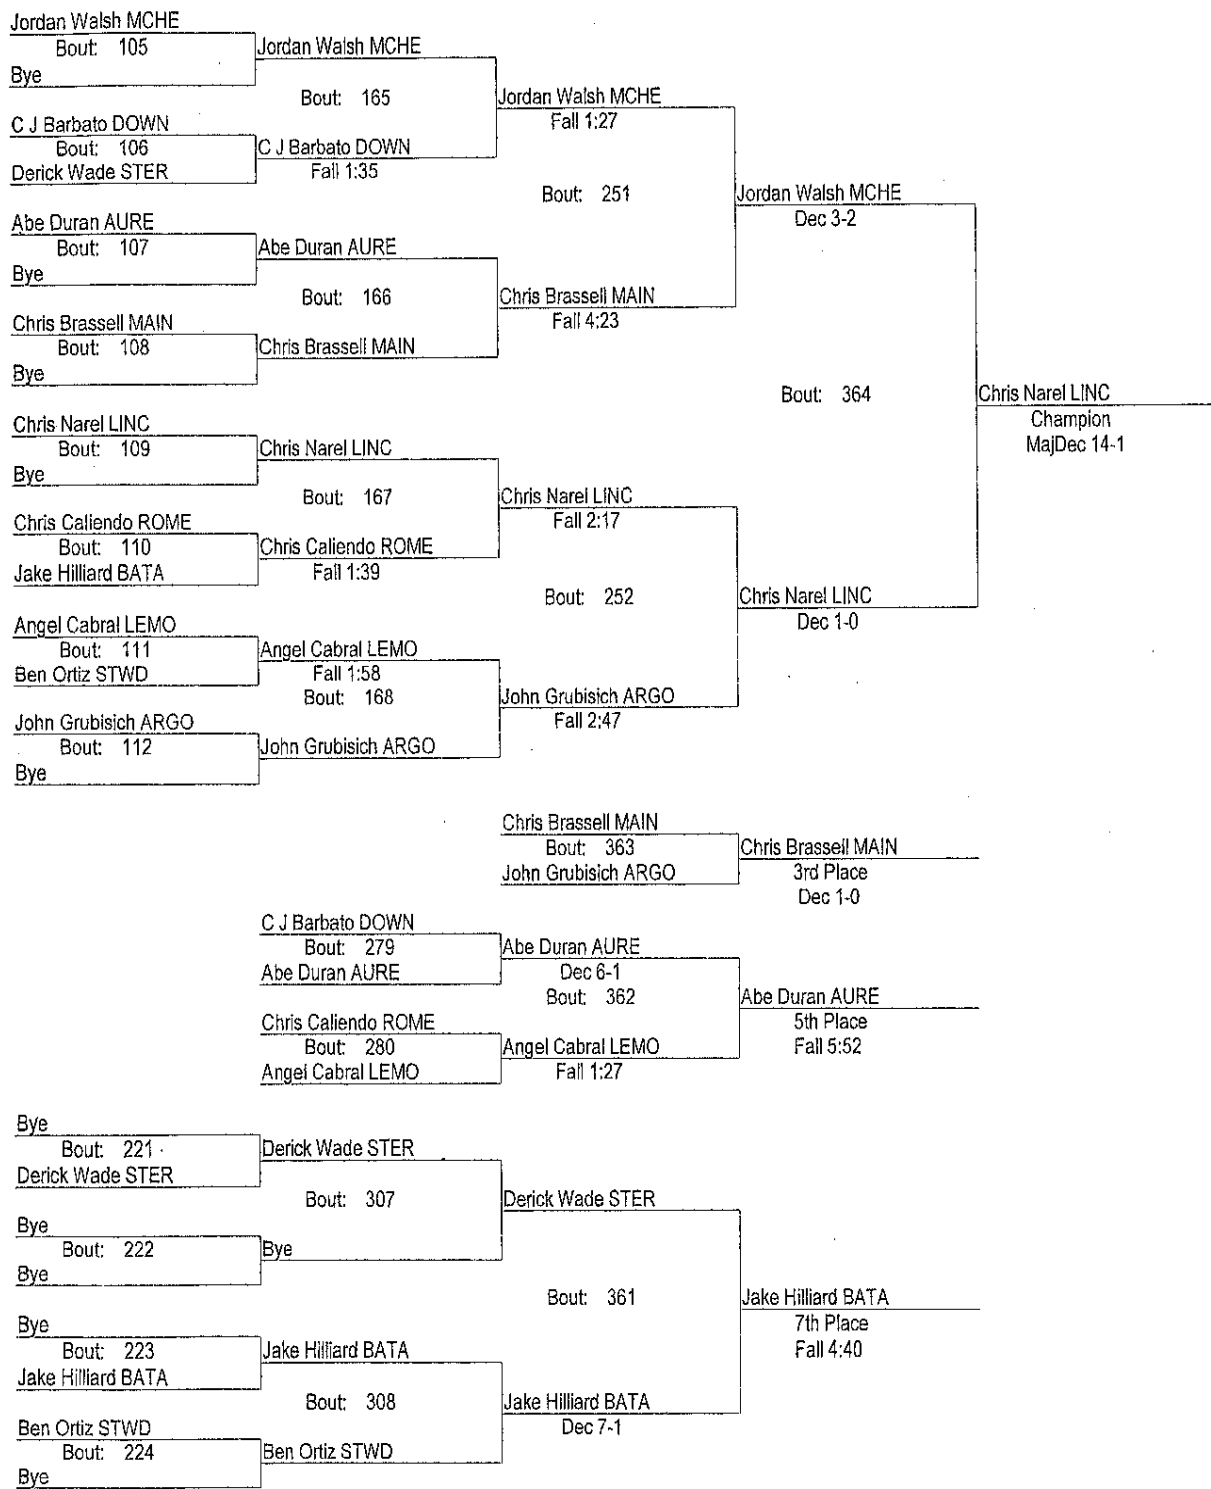 Jordan Walsh MCHE
Bout: 105
Bye
Jordan Walsh MCHE
Bout: 165
C J Barbato DOWN
Bout: 106
Derick Wade STER
C J Barbato DOWN
Fall 1:35
Jordan Walsh MCHE
Fall 1:27
Bout: 251
Abe Duran AURE
Bout: 107
Bye
Abe Duran AURE
Bout: 166
Chris Brassell MAIN
Bout: 108
Bye
Chris Brassell MAIN
Chris Brassell MAIN
Fall 4:23
Jordan Walsh MCHE
Dec 3-2
Bout: 364
Chris Narel LINC
Champion
MajDec 14-1
Chris Narel LINC
Bout: 109
Bye
Chris Narel LINC
Bout: 167
Chris Caliendo ROME
Bout: 110
Jake Hilliard BATA
Chris Caliendo ROME
Fall 1:39
Chris Narel LINC
Fall 2:17
Bout: 252
Chris Narel LINC
Dec 1-0
Angel Cabral LEMO
Bout: 111
Ben Ortiz STWD
Angel Cabral LEMO
Fall 1:58
Bout: 168
John Grubisich ARGO
Bout: 112
Bye
John Grubisich ARGO
John Grubisich ARGO
Fall 2:47
Chris Brassell MAIN
Bout: 363
John Grubisich ARGO
Chris Brassell MAIN
3rd Place
Dec 1-0
C J Barbato DOWN
Bout: 279
Abe Duran AURE
Abe Duran AURE
Dec 6-1
Bout: 362
Chris Caliendo ROME
Bout: 280
Angel Cabral LEMO
Angel Cabral LEMO
Fall 1:27
Abe Duran AURE
5th Place
Fall 5:52
Bye
Bout: 221
Derick Wade STER
Derick Wade STER
Bout: 307
Bye
Bout: 222
Bye
Bye
Derick Wade STER
Bout: 361
Bye
Bout: 223
Jake Hilliard BATA
Jake Hilliard BATA
Bout: 308
Ben Ortiz STWD
Bout: 224
Bye
Ben Ortiz STWD
Jake Hilliard BATA
Dec 7-1
Jake Hilliard BATA
7th Place
Fall 4:40